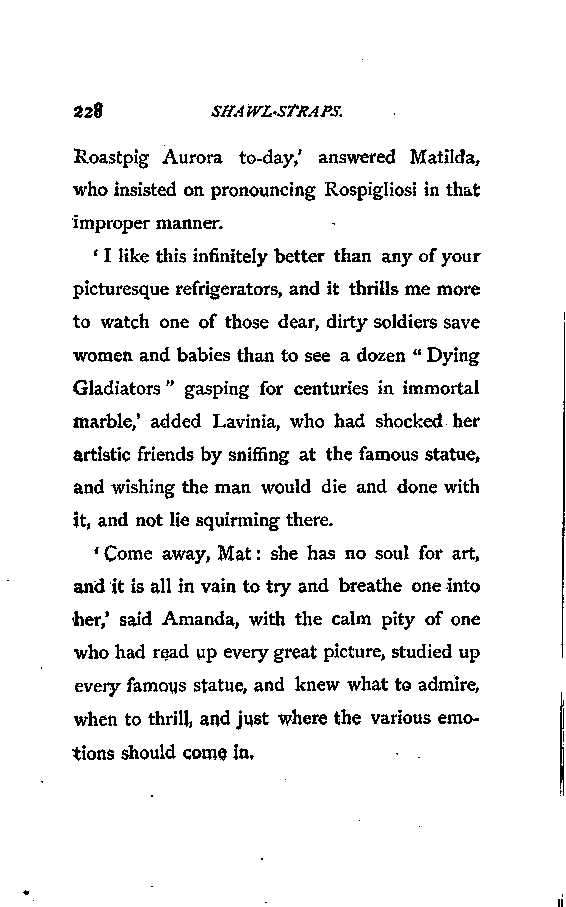 228 SHAWL-STRAPS.
Roastpig Aurora to-day,' answered Matilda,
who insisted on pronouncing Rospigliosi in that
improper manner.
' I like this infinitely better than any of your
picturesque refrigerators, and it thrills me more
to watch one of those dear, dirty soldiers save
women and babies than to see a dozen " Dying
Gladiators " gasping for centuries in immortal
marble,' added Lavinia, who had shocked her
artistic friends by sniffing at the famous statue,
and wishing the man would die and done with
it, and not lie squirming there.
' Come away, Mat : she has no soul for art,
and it is all in vain to try and breathe one into
her,' said Amanda, with the calm pity of one
who had read up every great picture, studied up
every famous statue, and knew what to admire,
when to thrill, and just where the various emo-
tions should come in.